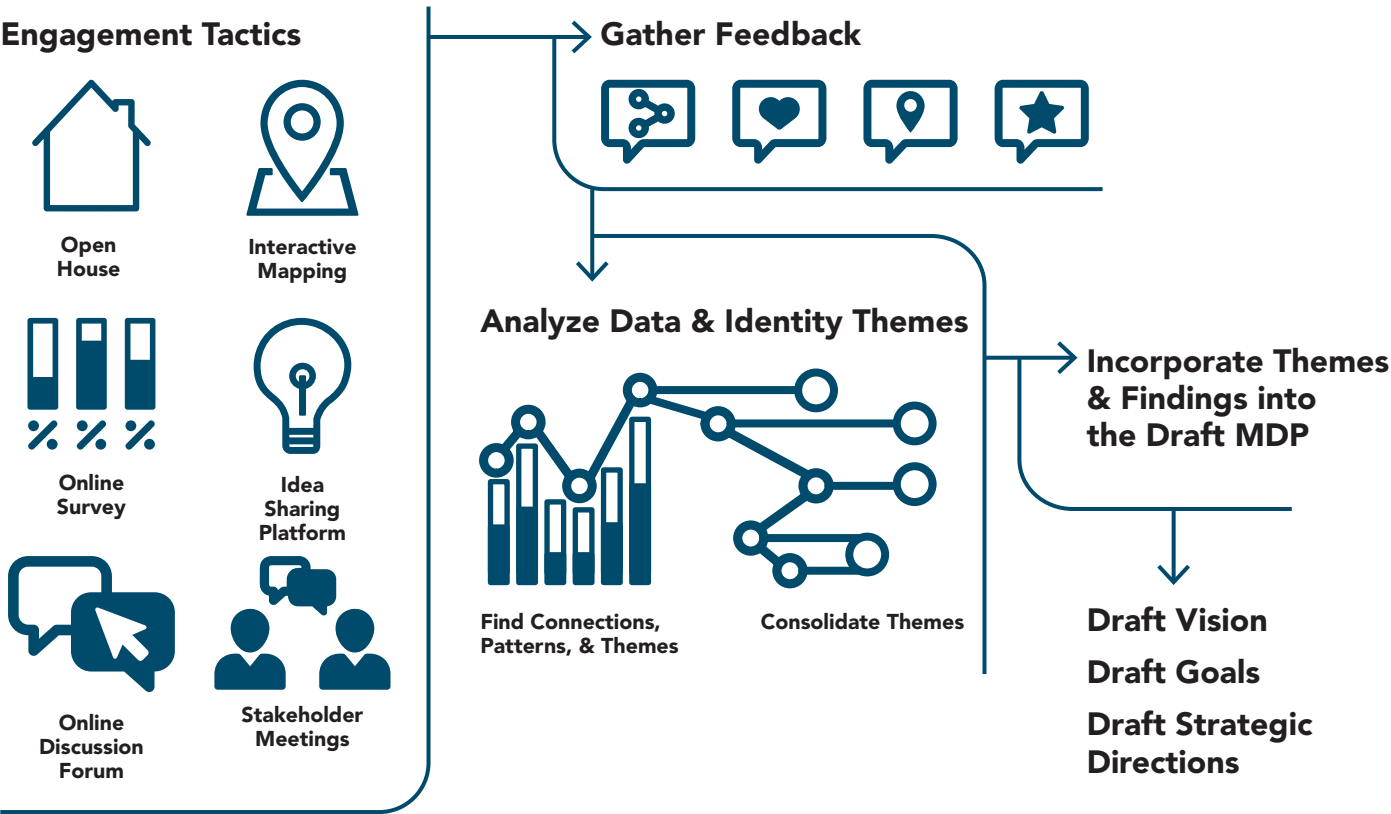 Engagement Tactics
Open
House
Interactive
Mapping
Online
Survey
Idea
Sharing
Platform
Online
Discussion
Forum
Stakeholder
Meetings
Gather Feedback
Analyze Data & Identity Themes
Find Connections,
Patterns, & Themes
Consolidate Themes
Incorporate Themes
& Findings into
the Draft MDP
Draft Vision
Draft Goals
Draft Strategic
Directions